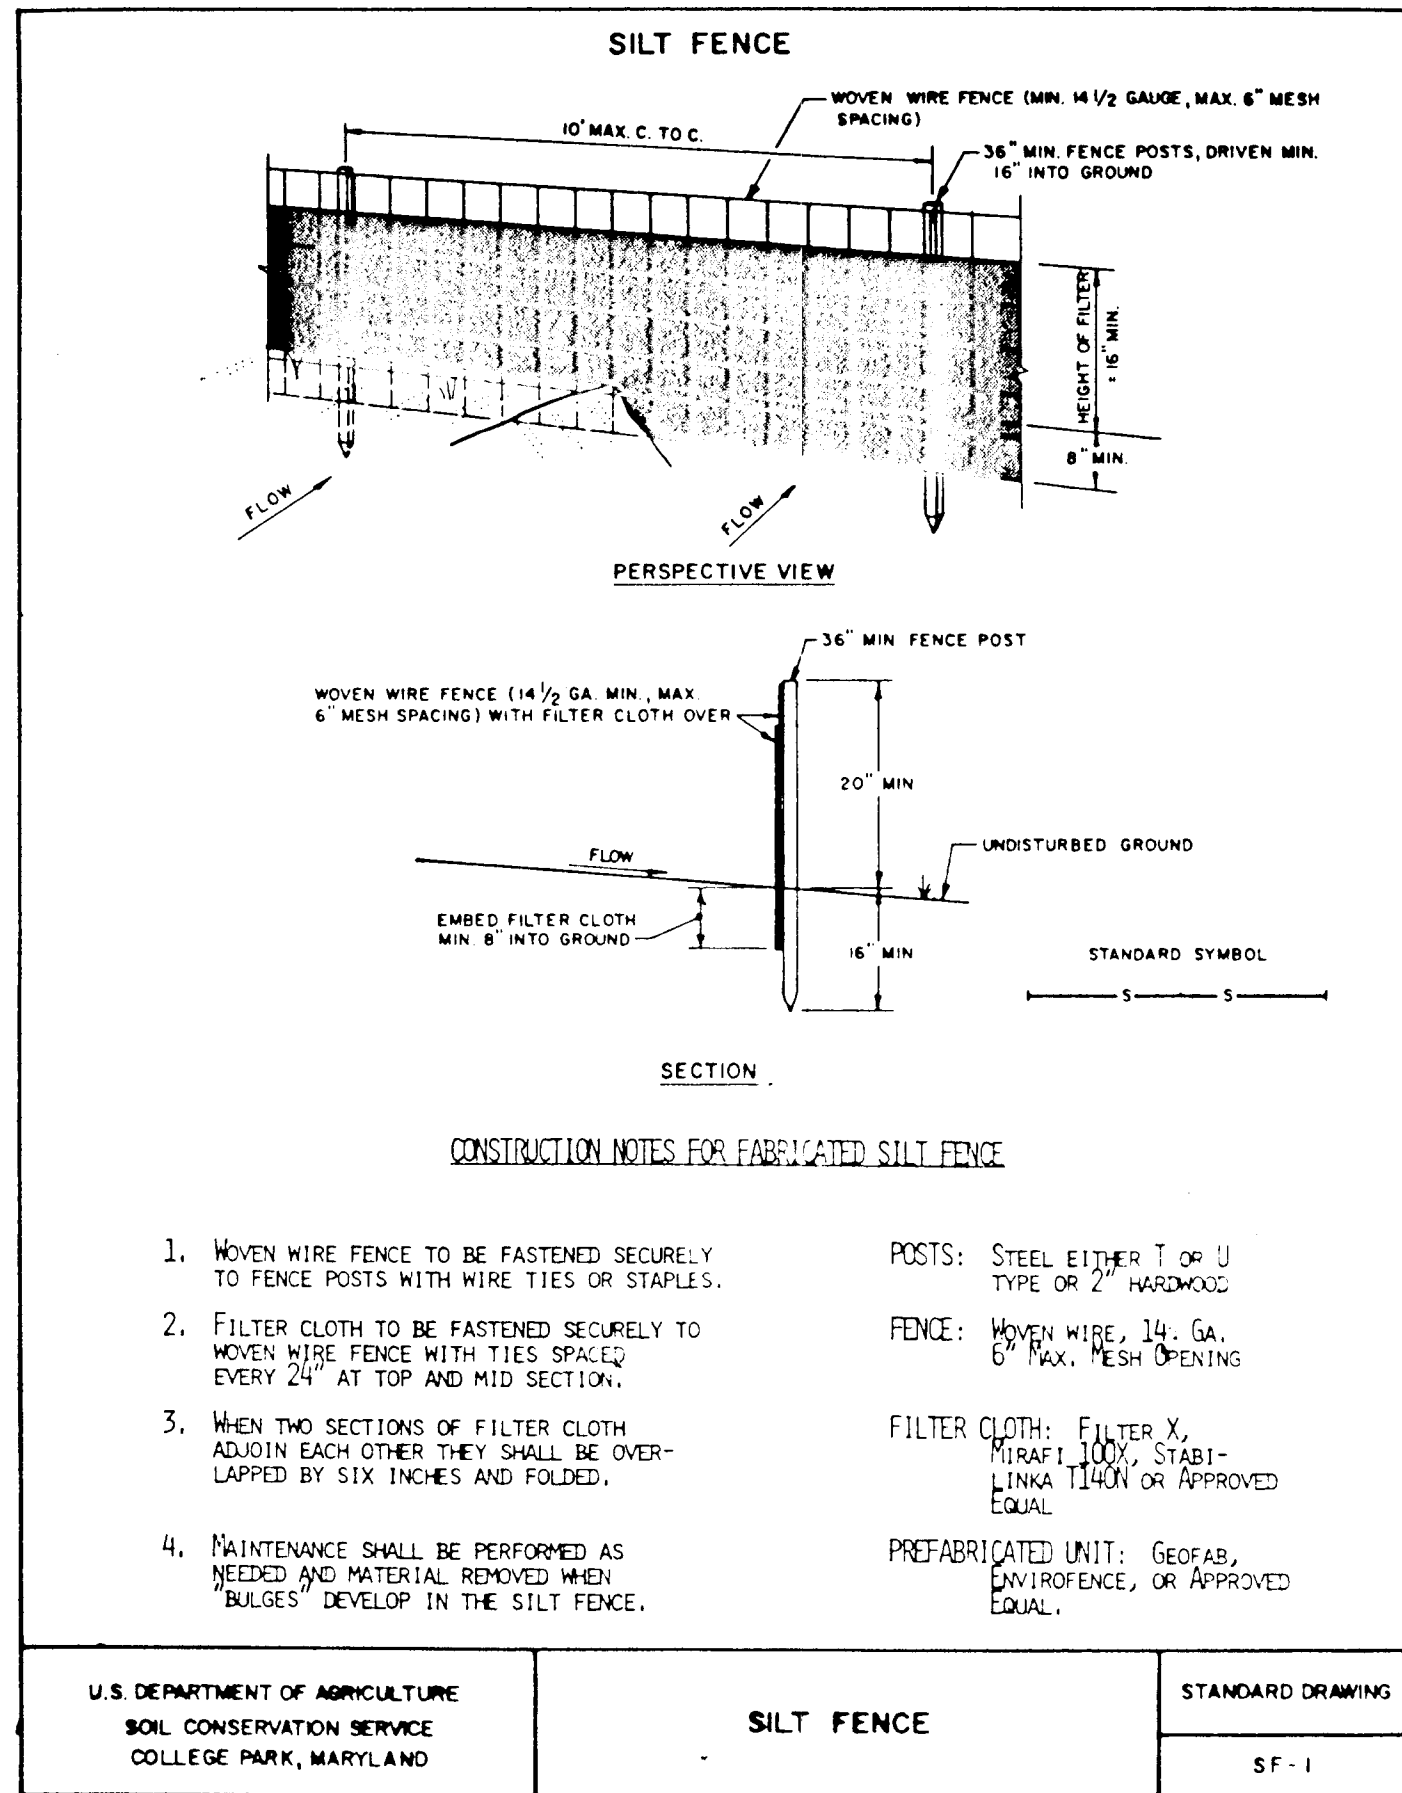 SILT FENCE
WOVEN WIRE FENCE (MIN. 14 1/2 GAUGE, MAX. 6" MESH
SPACING)
10' MAX. C. TO C.
36" MIN. FENCE POSTS, DRIVEN MIN.
16" INTO GROUND
HEIGHT OF FILTER
= 16" MIN.
8" MIN.
FLOW
FLOW
PERSPECTIVE VIEW
36" MIN FENCE POST
WOVEN WIRE FENCE (14 1/2 GA. MIN., MAX.
6" MESH SPACING) WITH FILTER CLOTH OVER
20" MIN
UNDISTURBED GROUND
FLOW
EMBED FILTER CLOTH
MIN. 8" INTO GROUND
16" MIN
STANDARD SYMBOL
S S
SECTION
CONSTRUCTION NOTES FOR FABRICATED SILT FENCE
1. WOVEN WIRE FENCE TO BE FASTENED SECURELY
TO FENCE POSTS WITH WIRE TIES OR STAPLES.
2. FILTER CLOTH TO BE FASTENED SECURELY TO
WOVEN WIRE FENCE WITH TIES SPACED
EVERY 24" AT TOP AND MID SECTION.
3. WHEN TWO SECTIONS OF FILTER CLOTH
ADJOIN EACH OTHER THEY SHALL BE OVER-
LAPPED BY SIX INCHES AND FOLDED.
4. MAINTENANCE SHALL BE PERFORMED AS
NEEDED AND MATERIAL REMOVED WHEN
"BULGES" DEVELOP IN THE SILT FENCE.
POSTS: STEEL EITHER T OR U
TYPE OR 2" HARDWOOD
FENCE: WOVEN WIRE, 14. GA.
6" MAX. MESH OPENING
FILTER CLOTH: FILTER X,
MIRAFI 100X, STABI-
LINKA T140N OR APPROVED
EQUAL
PREFABRICATED UNIT: GEOFAB,
ENVIROFENCE, OR APPROVED
EQUAL.
U.S. DEPARTMENT OF AGRICULTURE
SOIL CONSERVATION SERVICE
COLLEGE PARK, MARYLAND
SILT FENCE
STANDARD DRAWING
SF-1